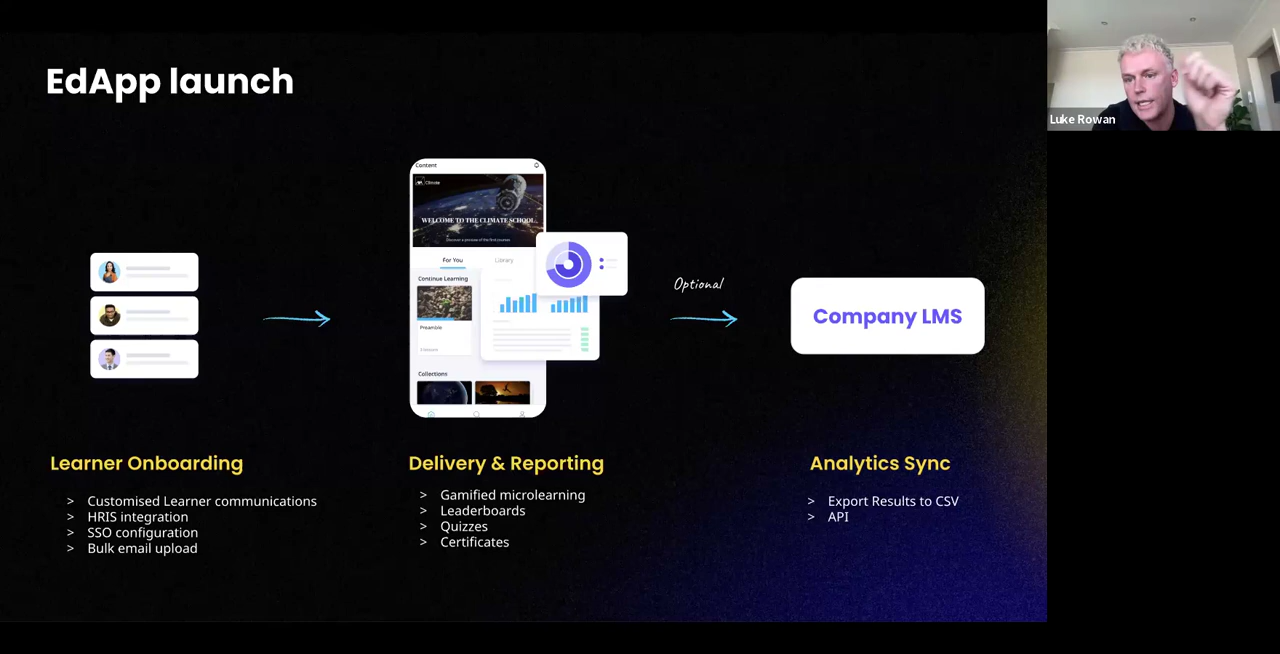 EdApp launch
Luke Rowan
Content
Climate
WELCOME TO THE CLIMATE SCHOOL
Discover a preview of the first courses
For You
Library
Continue Learning
Preamble
Collections
Optional
Company LMS
Learner Onboarding
> Customised Learner communications
> HRIS integration
> SSO configuration
> Bulk email upload
Delivery & Reporting
> Gamified microlearning
> Leaderboards
> Quizzes
> Certificates
Analytics Sync
> Export Results to CSV
> API